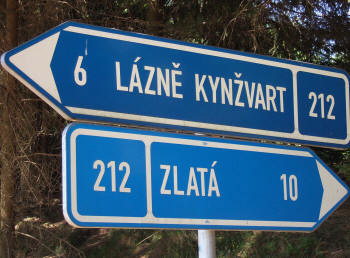 6 LÁZNĚ KYNŽVART 212
212 ZLATÁ 10